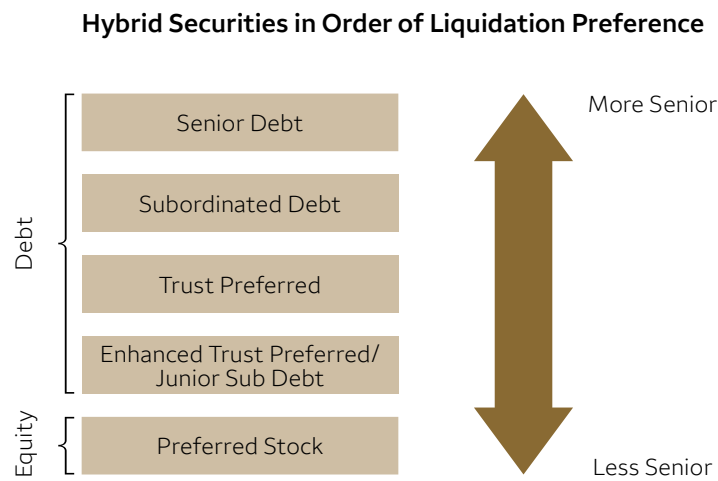 Hybrid Securities in Order of Liquidation Preference
Debt
Senior Debt
Subordinated Debt
Trust Preferred
Enhanced Trust Preferred/
Junior Sub Debt
Equity
Preferred Stock
More Senior
Less Senior